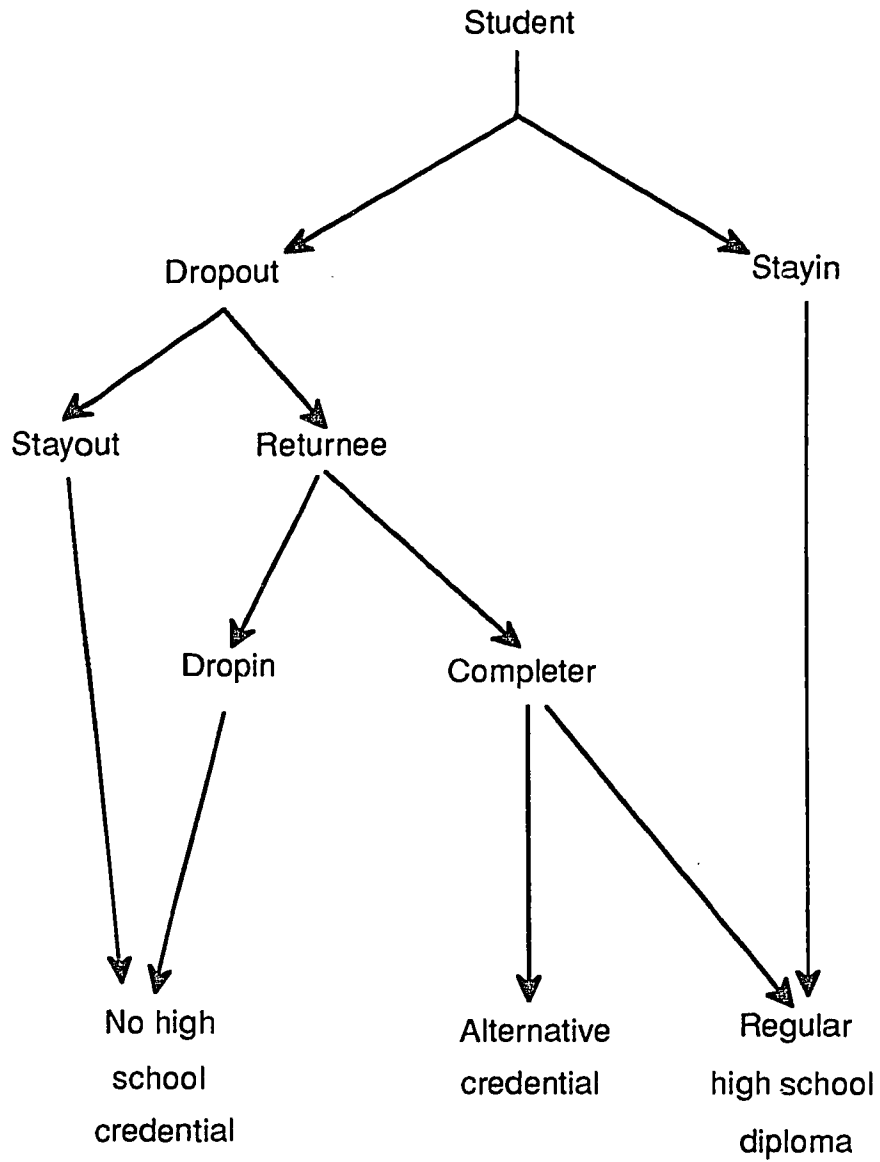 Student
Dropout
Stayin
Stayout
Returnee
Dropin
Completer
No high
school
credential
Alternative
credential
Regular
high school
diploma